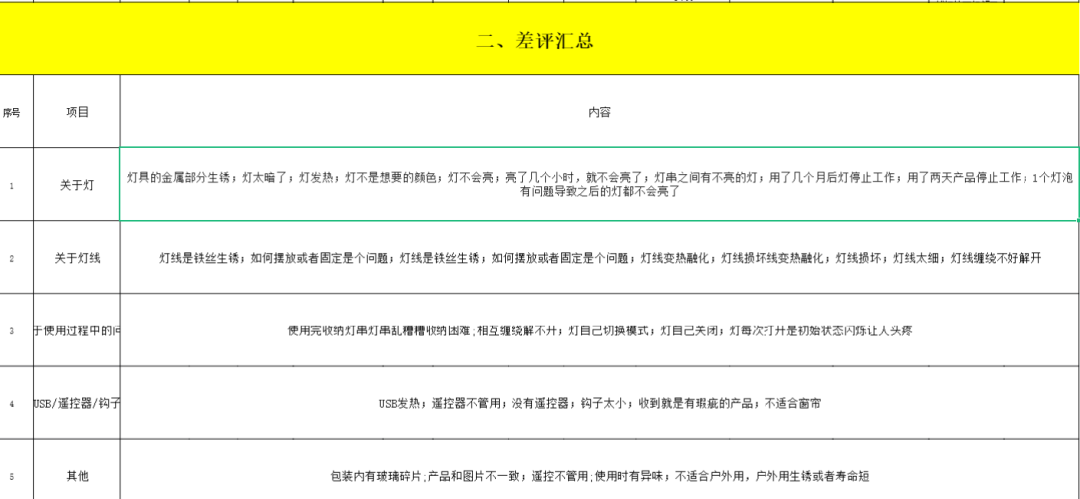 二、差评汇总
序号 项目 内容
1 关于灯 灯具的金属部分生锈；灯太暗了；灯发热；灯不是想要的颜色；灯不会亮；亮了几个小时，就不会亮了；灯串之间有不亮的灯；用了几个月后灯停止工作；用了两天产品停止工作；1个灯泡
有问题导致之后的灯都不会亮了
2 关于灯线 灯线是铁丝生锈；如何摆放或者固定是个问题；灯线是铁丝生锈；如何摆放或者固定是个问题；灯线变热融化；灯线损坏线变热融化；灯线损坏；灯线太细；灯线缠绕不好解开
3 于使用过程中的问 使用完收纳灯串灯串乱糟糟收纳困难;相互缠绕解不开；灯自己切换模式；灯自己关闭；灯每次打开是初始状态闪烁让人头疼
4 USB/遥控器/钩子 USB发热；遥控器不管用；没有遥控器；钩子太小；收到就是有瑕疵的产品；不适合窗帘
5 其他 包装内有玻璃碎片;产品和图片不一致；遥控不管用;使用时有异味；不适合户外用，户外用生锈或者寿命短